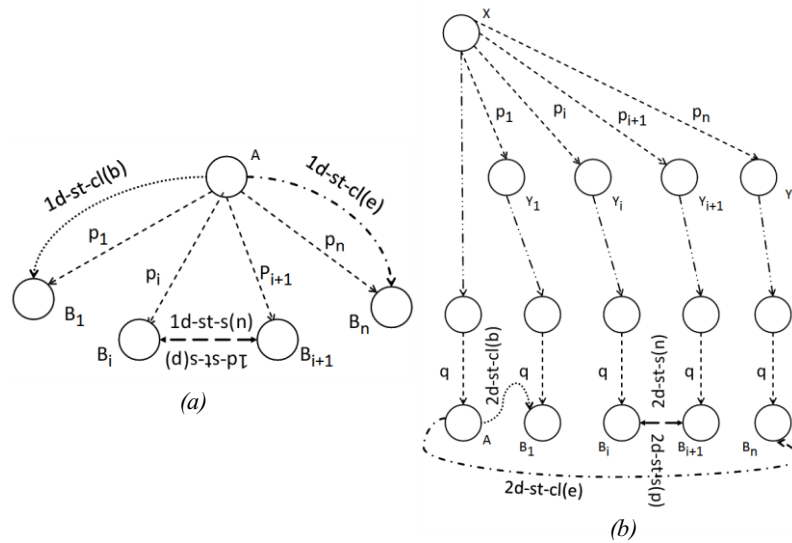 A
1d-st-cl(b)
1d-st-cl(e)
p1
pi
Pi+1
pn
B1
Bi
1d-st-s(n)
1d-st-s(p)
Bi+1
Bn
(a)
X
p1
pi
pi+1
pn
Y1
Yi
Yi+1
Y
q
2d-st-cl(b)
q
q
2d-st-s(n)
q
q
A
B1
Bi
Bi+1
Bn
2d-st-s(p)
2d-st-cl(e)
(b)